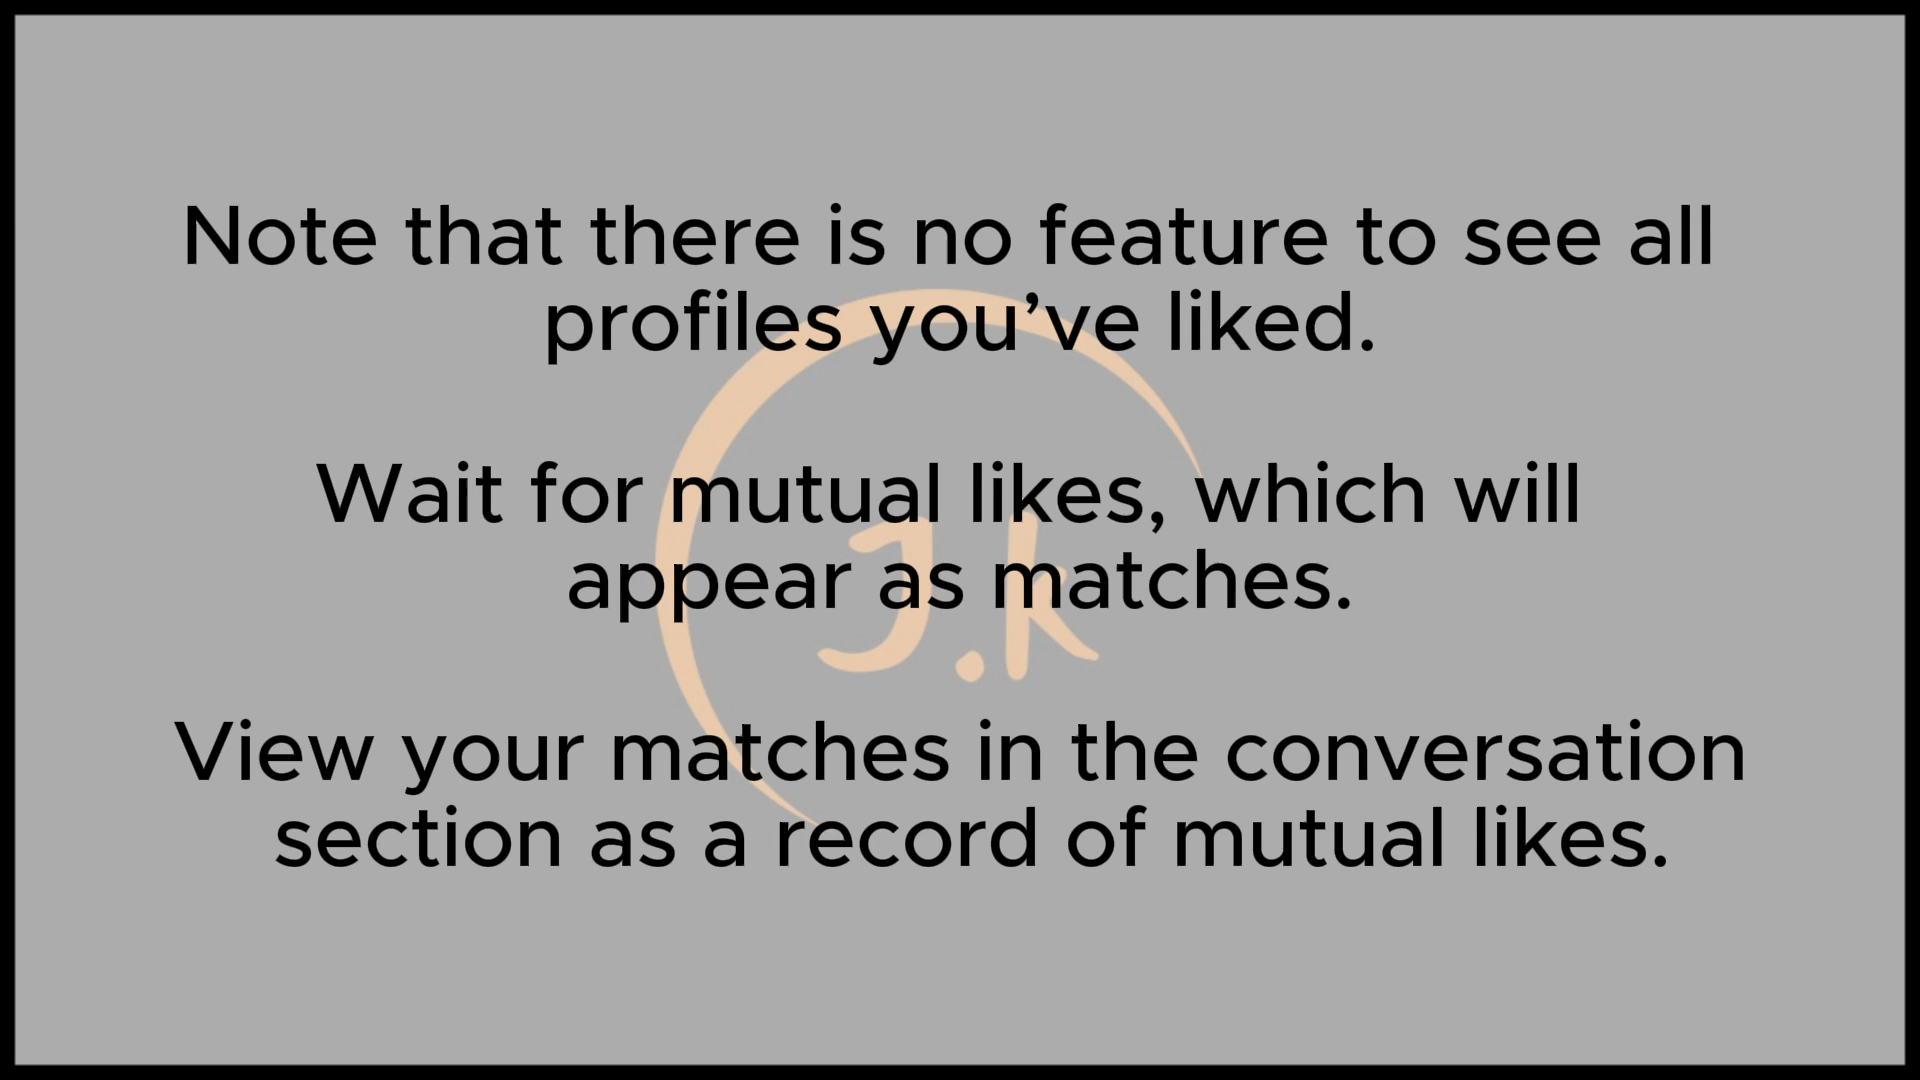 Note that there is no feature to see all
profiles you’ve liked.
Wait for mutual likes, which will
appear as matches.
J.k
View your matches in the conversation
section as a record of mutual likes.